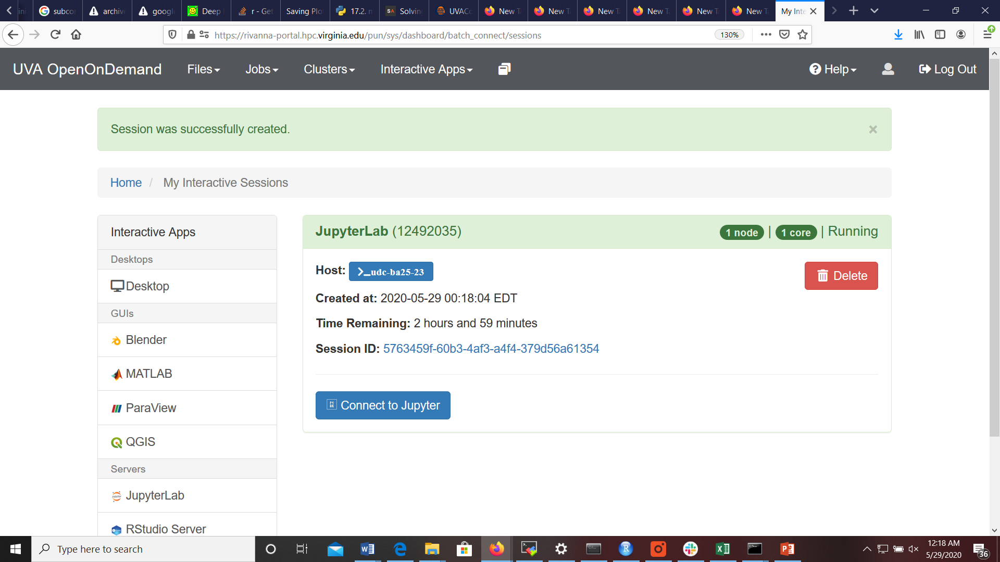 subco
archiv
googl
Deep
r - Get
Saving Plo
17.2. m
Solvin
UVACo
New T
New T
New T
New T
New T
New T
My Inte
https://rivanna-portal.hpc.virginia.edu/pun/sys/dashboard/batch_connect/sessions
130%
UVA OpenOnDemand
Files
Jobs
Clusters
Interactive Apps
Help
Log Out
Session was successfully created.
×
Home / My Interactive Sessions
Interactive Apps
Desktops
Desktop
GUIs
Blender
MATLAB
ParaView
QGIS
Servers
JupyterLab
RStudio Server
JupyterLab (12492035)
1 node | 1 core | Running
Host: >_udc-ba25-23
Delete
Created at: 2020-05-29 00:18:04 EDT
Time Remaining: 2 hours and 59 minutes
Session ID: 5763459f-60b3-4af3-a4f4-379d56a61354
Connect to Jupyter
Type here to search
12:18 AM
5/29/2020
36